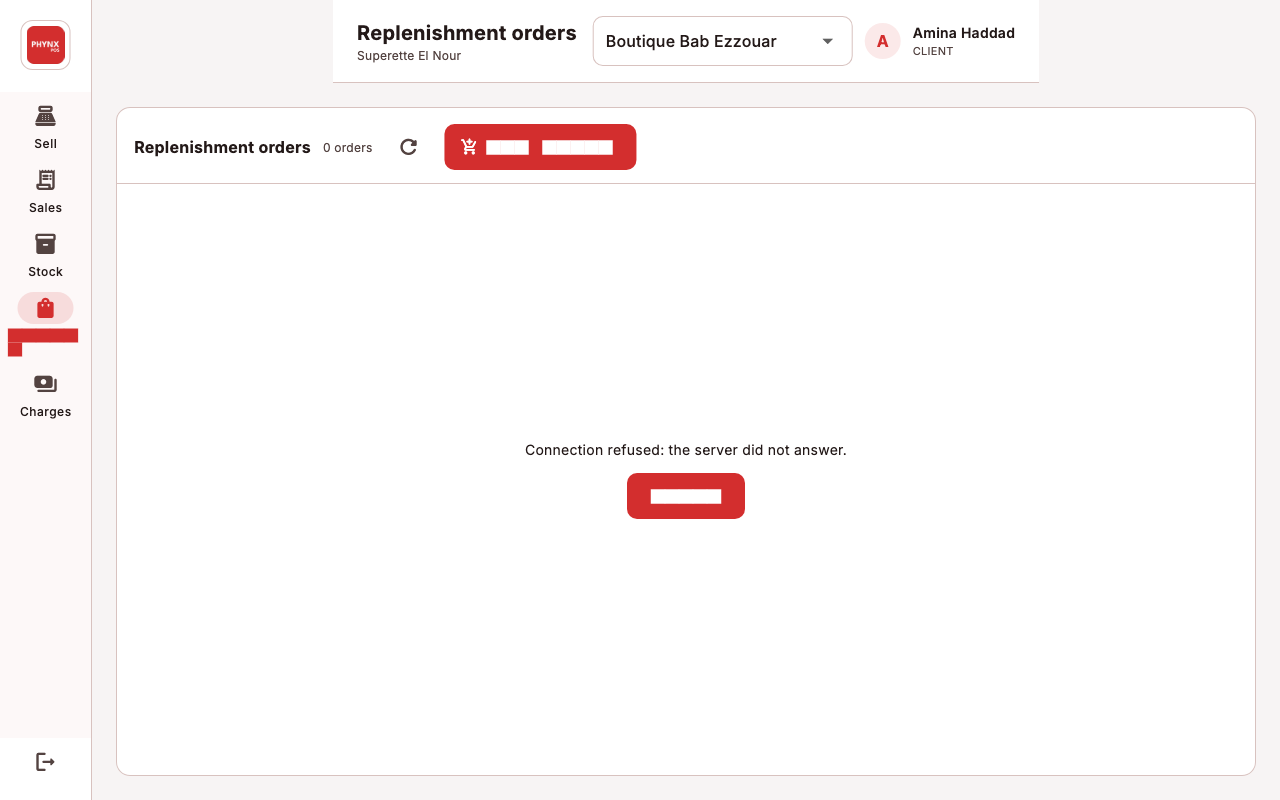 PHYNX
POS
Replenishment orders
Superette El Nour
Boutique Bab Ezzouar
A
Amina Haddad
CLIENT
Sell
Sales
Stock
Charges
Replenishment orders
0 orders
Connection refused: the server did not answer.